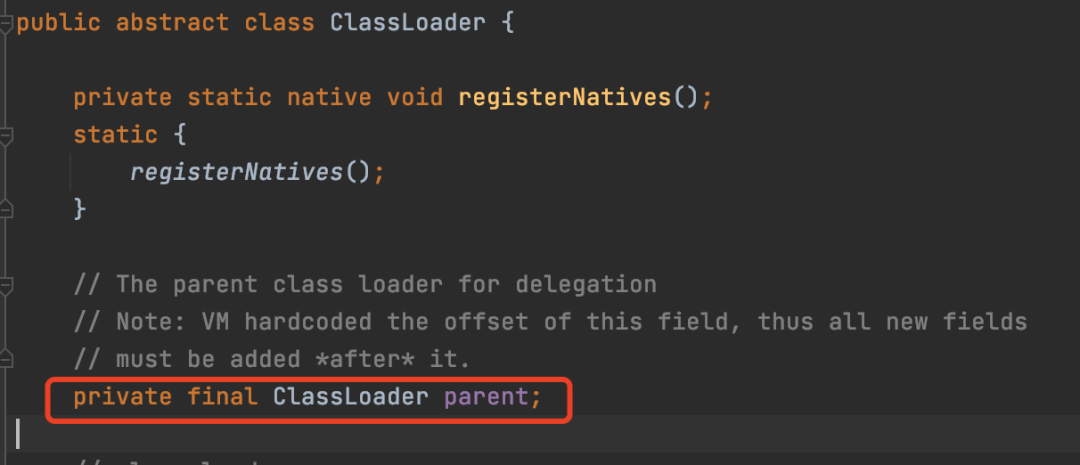 public abstract class ClassLoader {
private static native void registerNatives();
static {
registerNatives();
}
// The parent class loader for delegation
// Note: VM hardcoded the offset of this field, thus all new fields
// must be added *after* it.
private final ClassLoader parent;